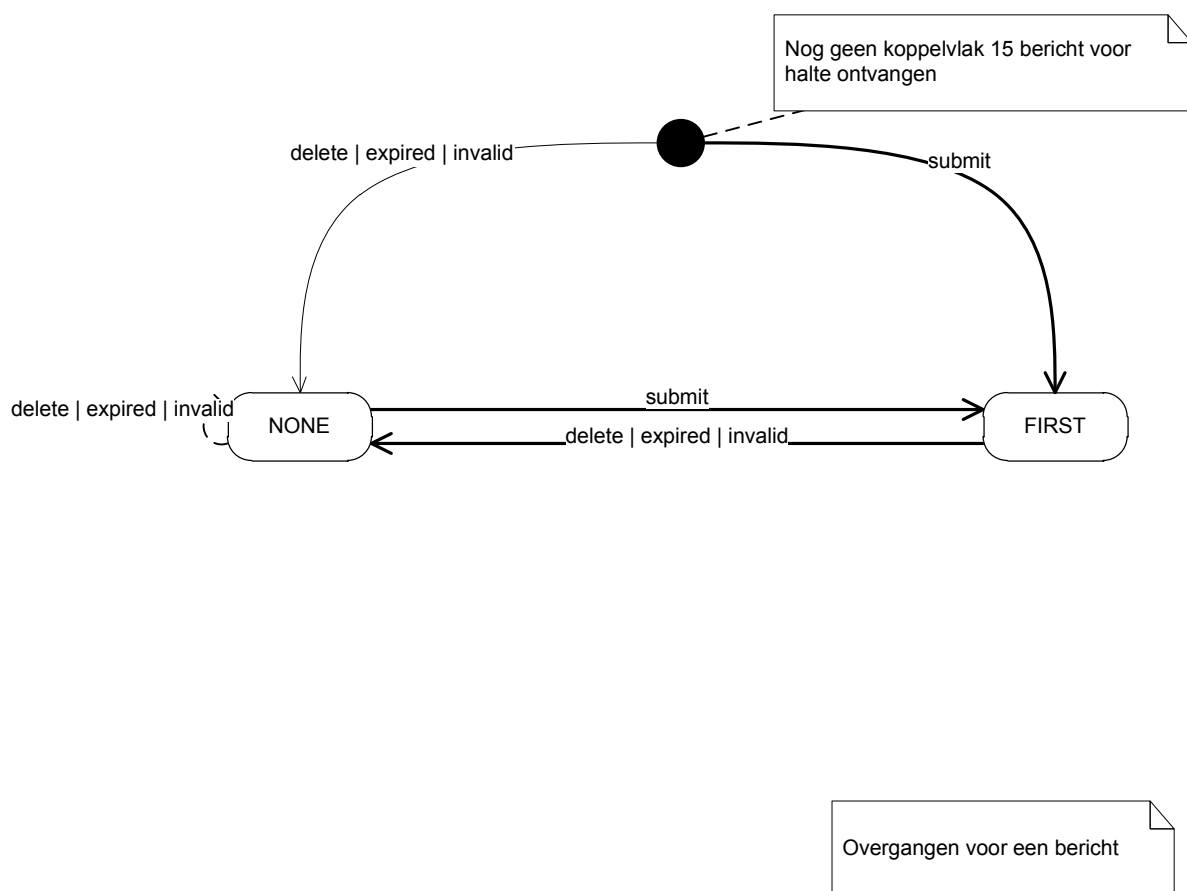 Nog geen koppelvlak 15 bericht voor
halte ontvangen
delete | expired | invalid
submit
delete | expired | invalid
NONE
submit
delete | expired | invalid
FIRST
Overgangen voor een bericht